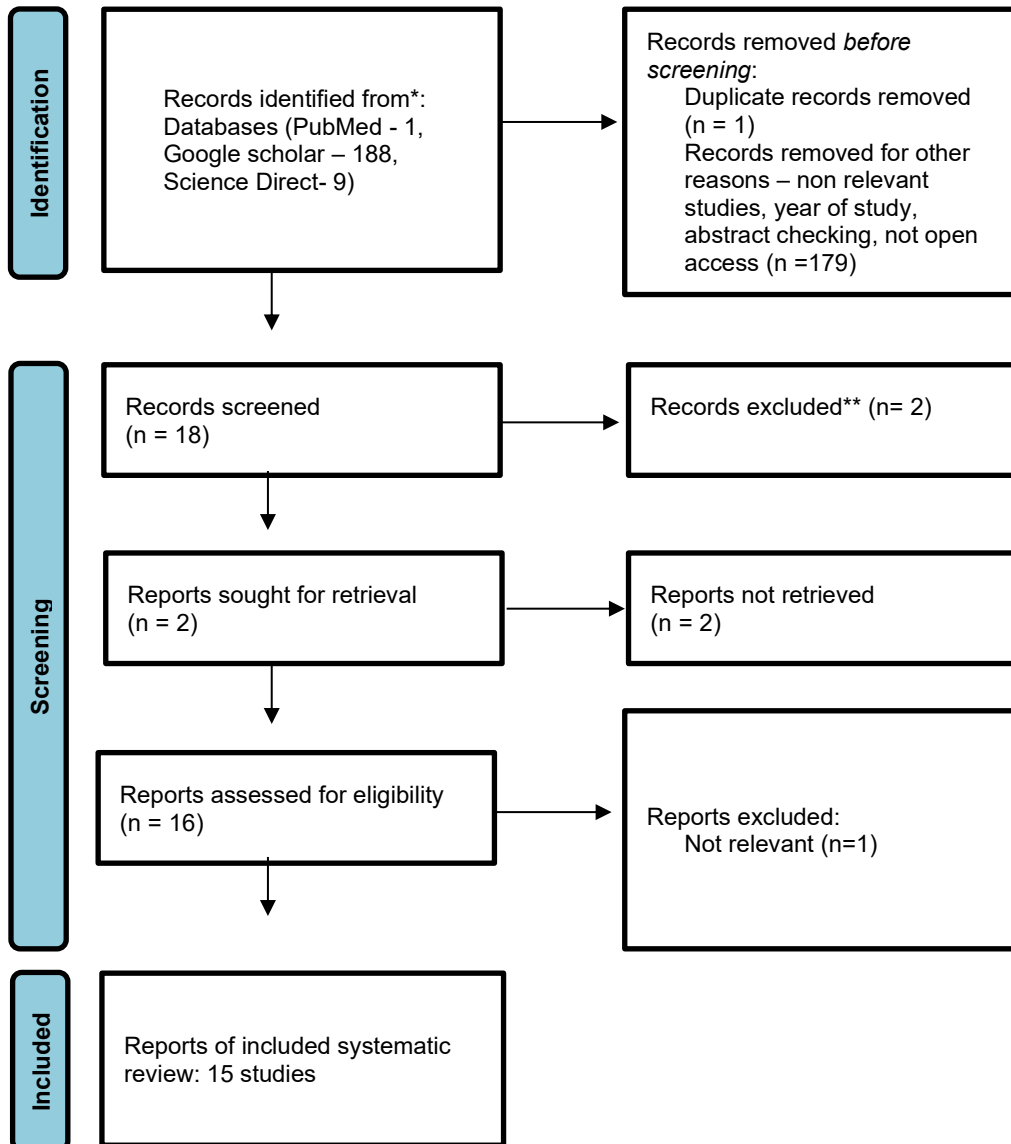 Identification
Records identified from*:
Databases (PubMed - 1,
Google scholar – 188,
Science Direct- 9)
Records removed before
screening:
Duplicate records removed
(n = 1)
Records removed for other
reasons – non relevant
studies, year of study,
abstract checking, not open
access (n =179)
Screening
Records screened
(n = 18)
Records excluded** (n= 2)
Reports sought for retrieval
(n = 2)
Reports not retrieved
(n = 2)
Reports assessed for eligibility
(n = 16)
Reports excluded:
Not relevant (n=1)
Included
Reports of included systematic
review: 15 studies